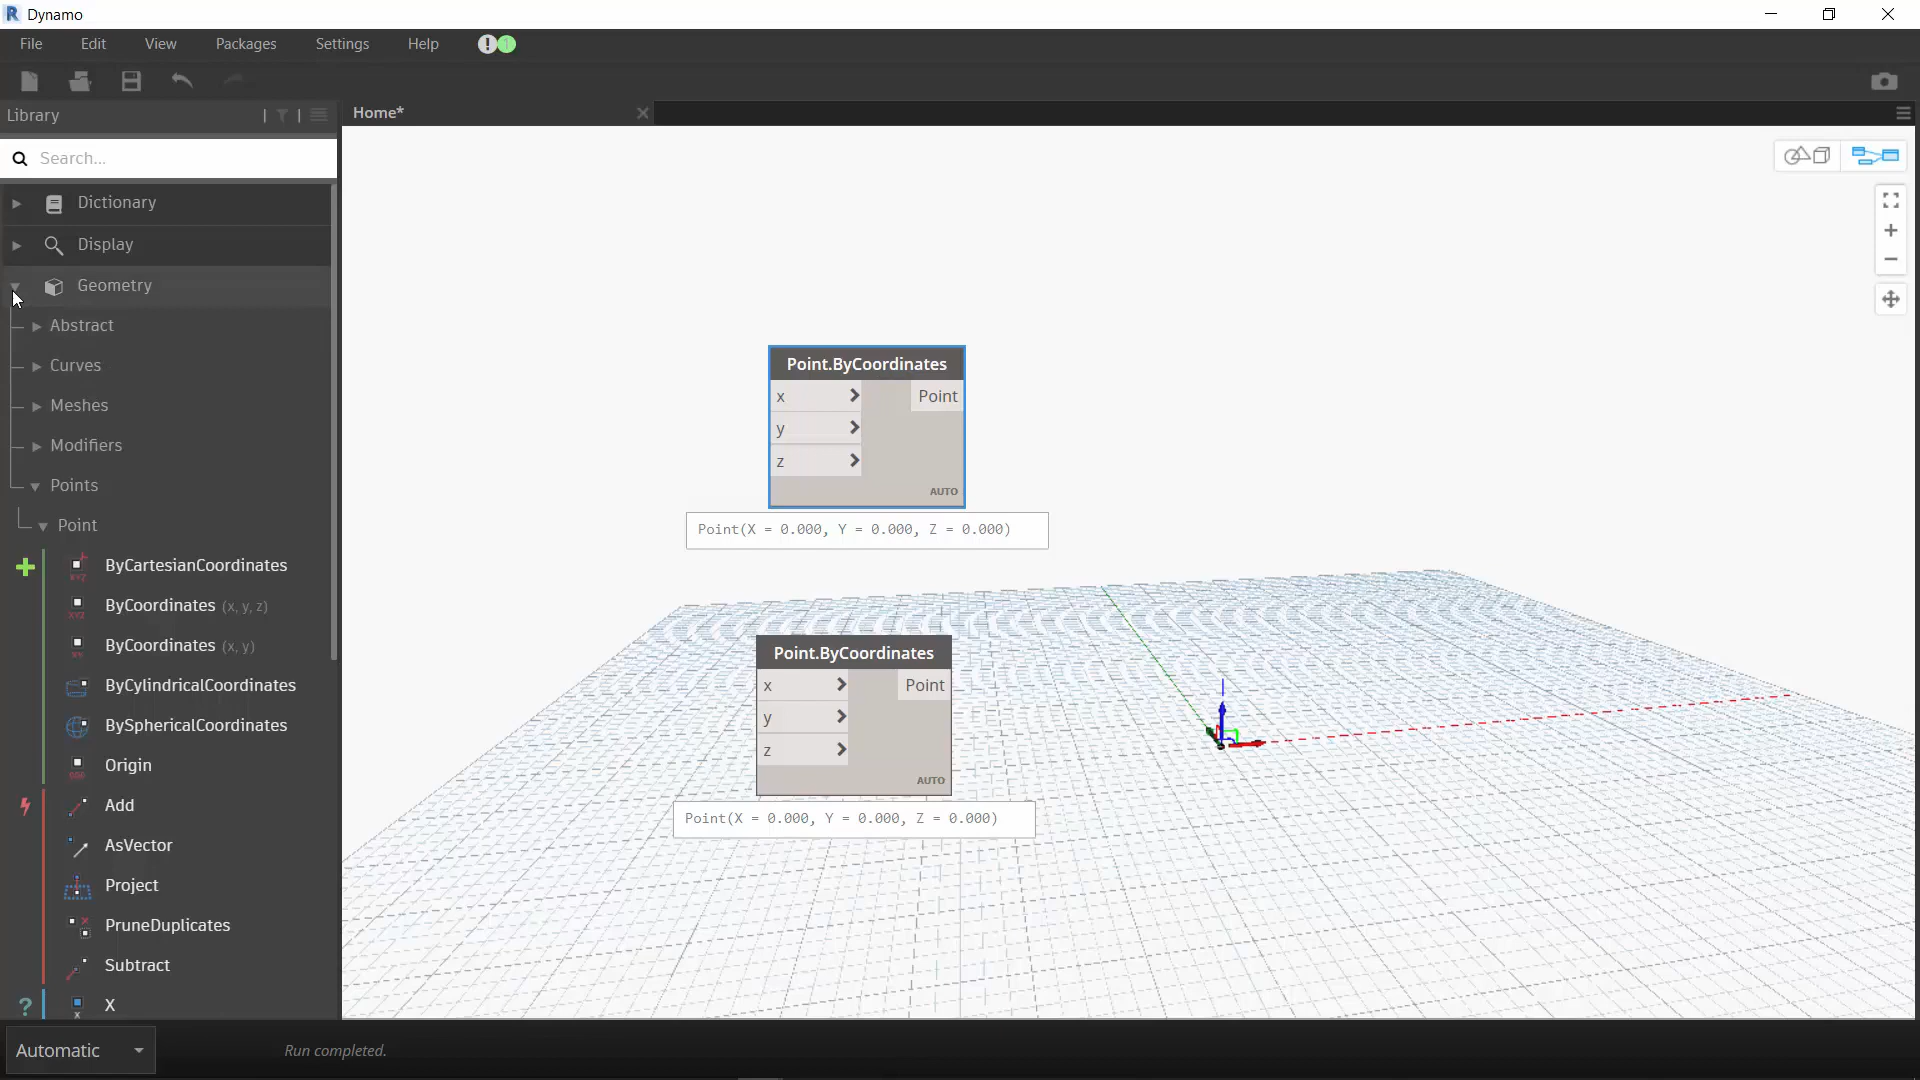 Dynamo
File Edit View Packages Settings Help
Library
Home*
Search...
Dictionary
Display
Geometry
Abstract
Curves
Meshes
Modifiers
Points
Point
ByCartesianCoordinates
ByCoordinates (x, y, z)
ByCoordinates (x, y)
ByCylindricalCoordinates
BySphericalCoordinates
Origin
Add
AsVector
Project
PruneDuplicates
Subtract
X
Point.ByCoordinates
x Point
y
z
AUTO
Point(X = 0.000, Y = 0.000, Z = 0.000)
Point.ByCoordinates
x Point
y
z
AUTO
Point(X = 0.000, Y = 0.000, Z = 0.000)
Automatic
Run completed.